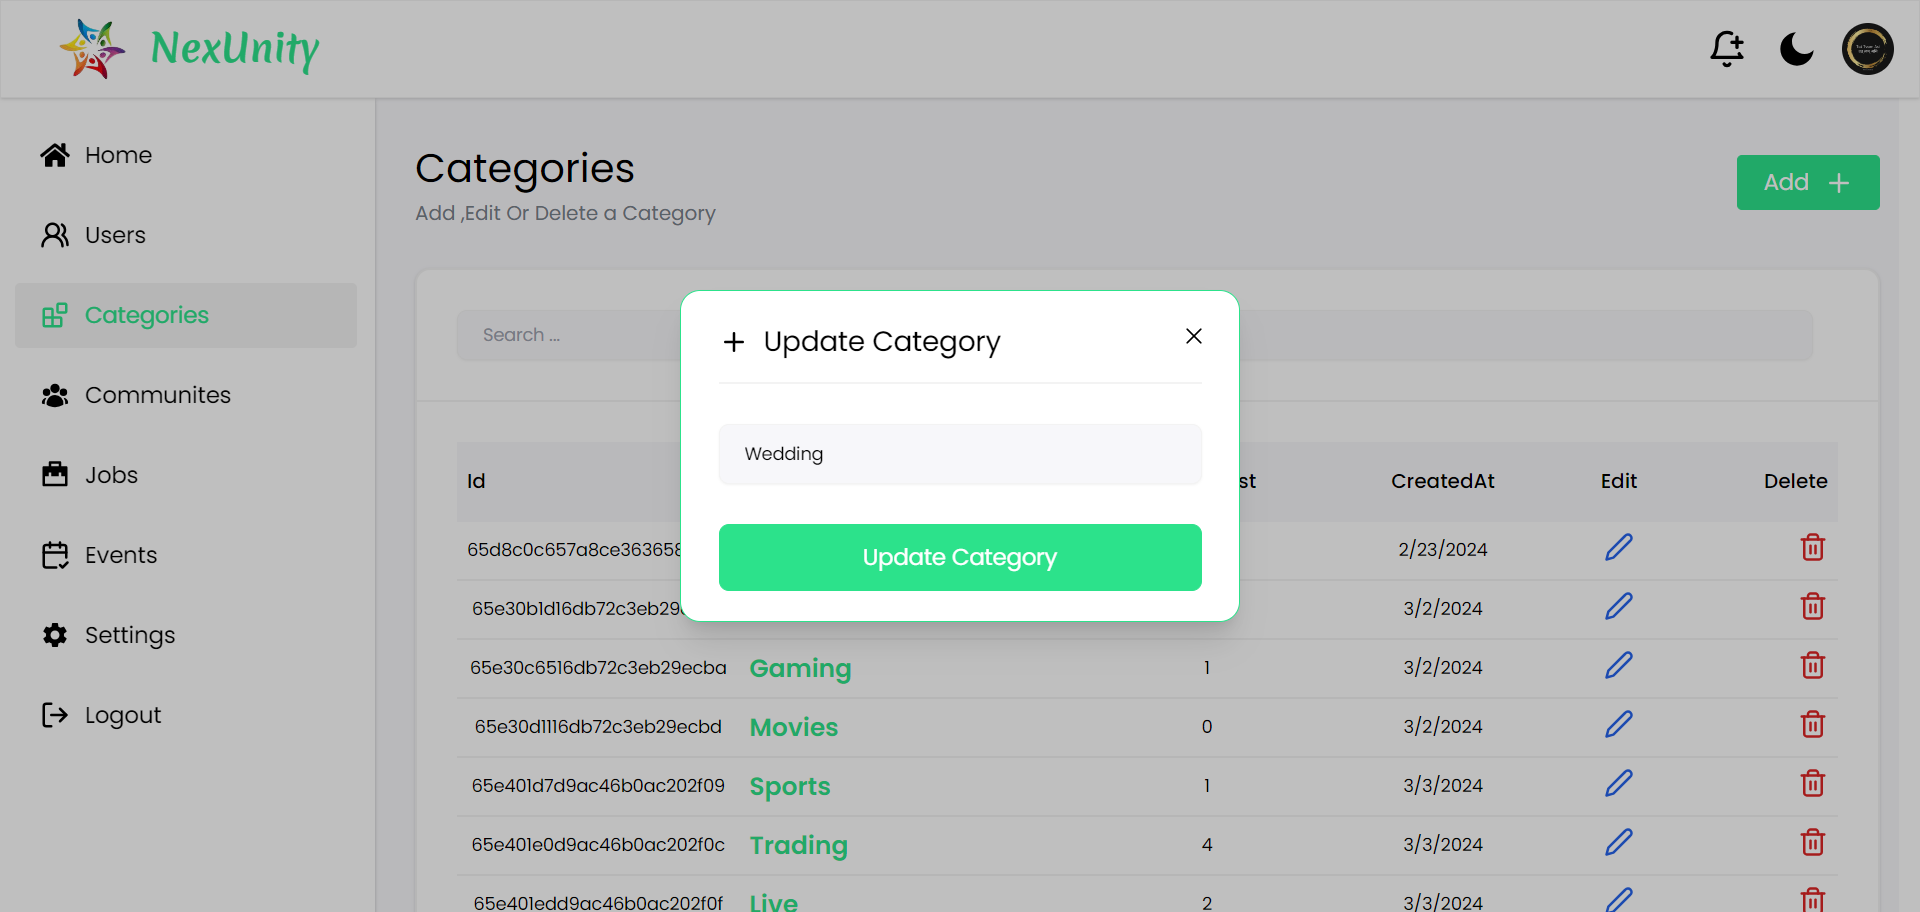 NexUnity
Home
Users
Categories
Communites
Jobs
Events
Settings
Logout
Categories
Add ,Edit Or Delete a Category
Add
Search ...
Update Category
Wedding
Update Category
Id st CreatedAt Edit Delete
65d8c0c657a8ce363658 2/23/2024
65e30b1d16db72c3eb29 3/2/2024
65e30c6516db72c3eb29ecba Gaming 1 3/2/2024
65e30d1116db72c3eb29ecbd Movies 0 3/2/2024
65e401d7d9ac46b0ac202f09 Sports 1 3/3/2024
65e401e0d9ac46b0ac202f0c Trading 4 3/3/2024
65e401edd9ac46b0ac202f0f Live 2 3/3/2024